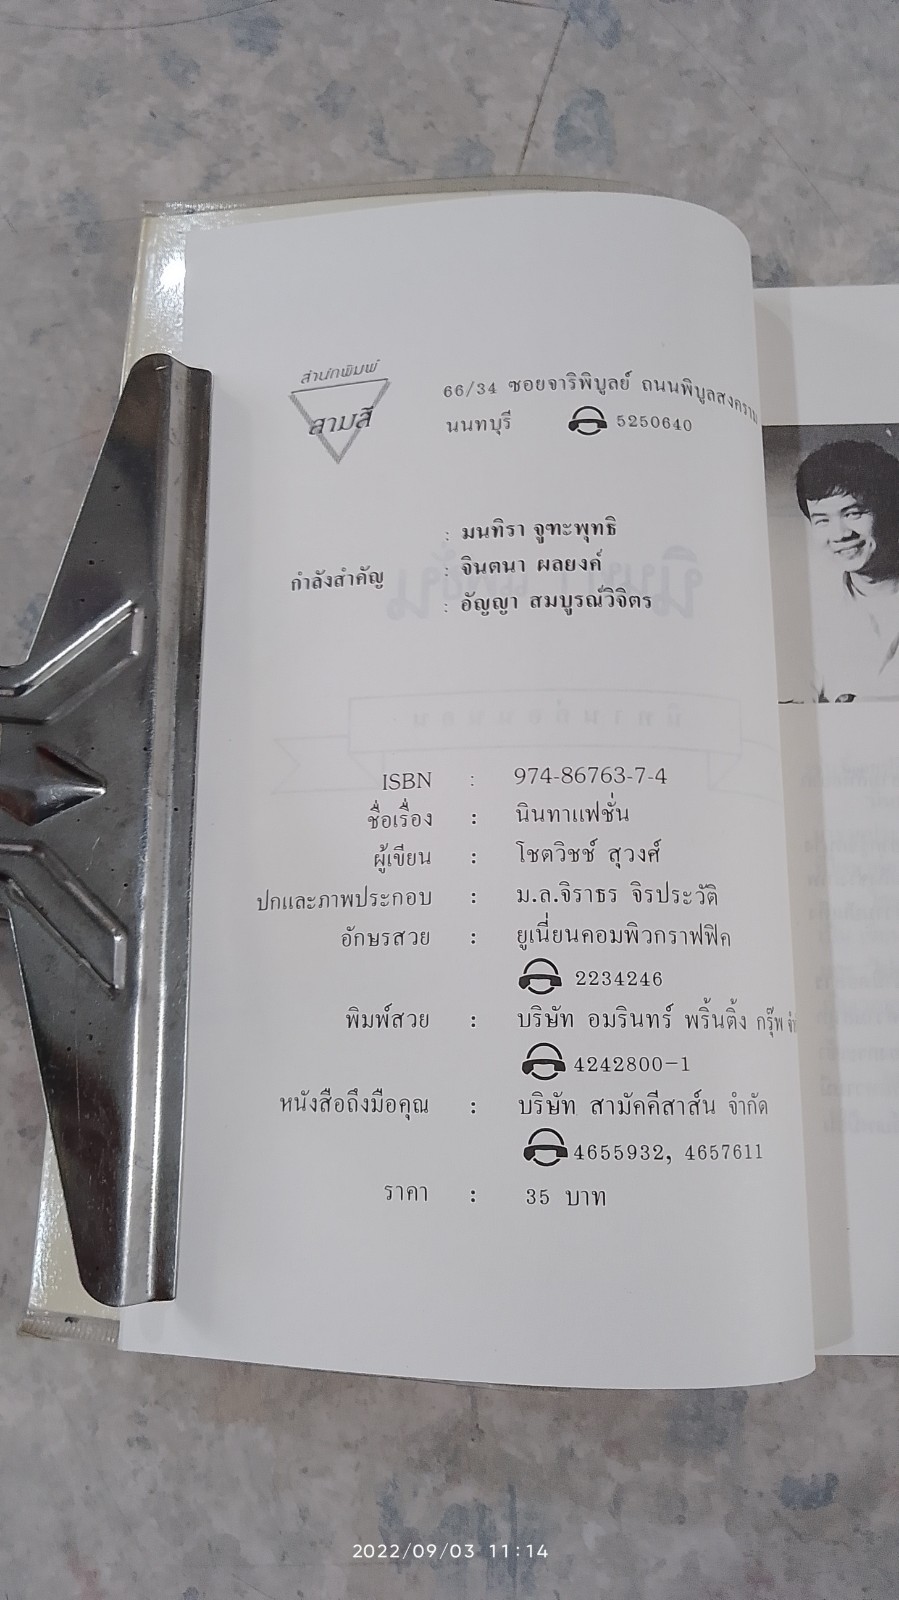 สำนักพิมพ์
สามสี
66/34 ซอยจารุพิบูลย์ ถนนพิบูลสงคราม
นนทบุรี 5250640
: มนทิรา จูฑะพุทธิ
กำลังสำคัญ : จินตนา ผลยงค์
: อัญญา สมบูรณ์วิจิตร
ISBN : 974-86763-7-4
ชื่อเรื่อง : นินทาแฟชั่น
ผู้เขียน : โชตวิชช์ สุวงศ์
ปกและภาพประกอบ : ม.ล.จิราธร จิรประวัติ
อักษรสวย : ยูเนี่ยนคอมพิวกราฟฟิค
2234246
พิมพ์สวย : บริษัท อมรินทร์ พริ้นติ้ง กรุ๊พ
4242800-1
หนังสือถึงมือคุณ : บริษัท สามัคคีสาส์น จำกัด
4655932, 4657611
ราคา : 35 บาท
2022/09/03 11:14